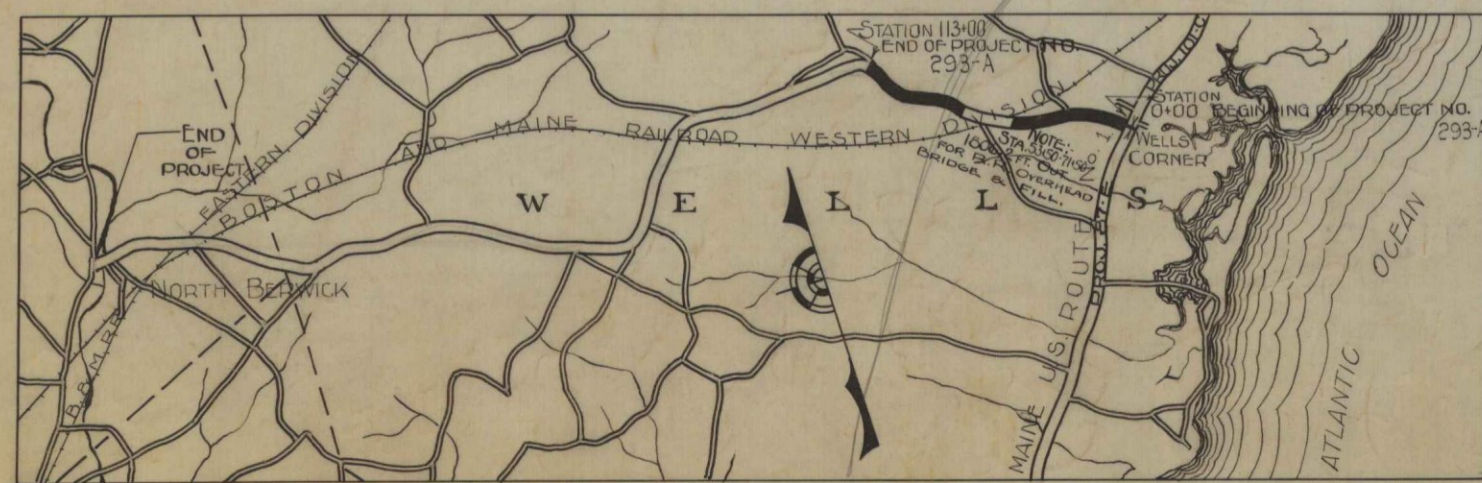 STATION 113+00
END OF PROJECT NO.
293-A
STATION
0+00 BEGINNING OF PROJECT NO.
293-
WELLS
CORNER
END
OF
PROJECT
EASTERN DIVISION
BOSTON AND MAINE RAILROAD WESTERN DIVISION
NOTE:
FOR B.M. OVERHEAD
BRIDGE & FILL.
W E L L S
NORTH BERWICK
B. & M. R.R.
MAINE U.S. ROUTE NO. 1
PROJ. 27-E
ATLANTIC OCEAN